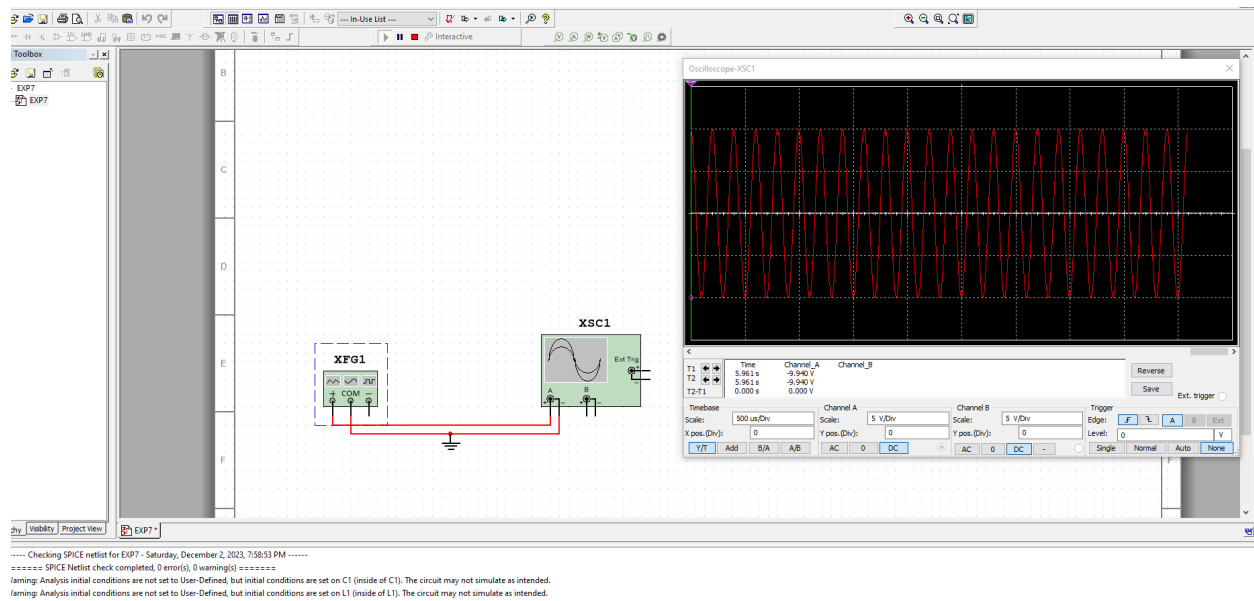 --- In-Use List ---
Interactive
Toolbox
EXP7
EXP7
B
C
D
E
F
XFG1
+ COM −
XSC1
Ext Trig
+
−
A
B
+ − + −
Oscilloscope-XSC1
T1
T2
T2-T1
Time Channel_A Channel_B
5.961 s -9.940 V
5.961 s -9.940 V
0.000 s 0.000 V
Reverse
Save
Ext. trigger
Timebase
Scale: 500 us/Div
X pos.(Div): 0
Y/T Add B/A A/B
Channel A
Scale: 5 V/Div
Y pos.(Div): 0
AC 0 DC
Channel B
Scale: 5 V/Div
Y pos.(Div): 0
AC 0 DC -
Trigger
Edge: A B Ext
Level: 0 V
Single Normal Auto None
F
Visibility Project View
EXP7 *
----- Checking SPICE netlist for EXP7 - Saturday, December 2, 2023, 7:58:53 PM ------
====== SPICE Netlist check completed, 0 error(s), 0 warning(s) =======
Warning: Analysis initial conditions are not set to User-Defined, but initial conditions are set on C1 (inside of C1). The circuit may not simulate as intended.
Warning: Analysis initial conditions are not set to User-Defined, but initial conditions are set on L1 (inside of L1). The circuit may not simulate as intended.